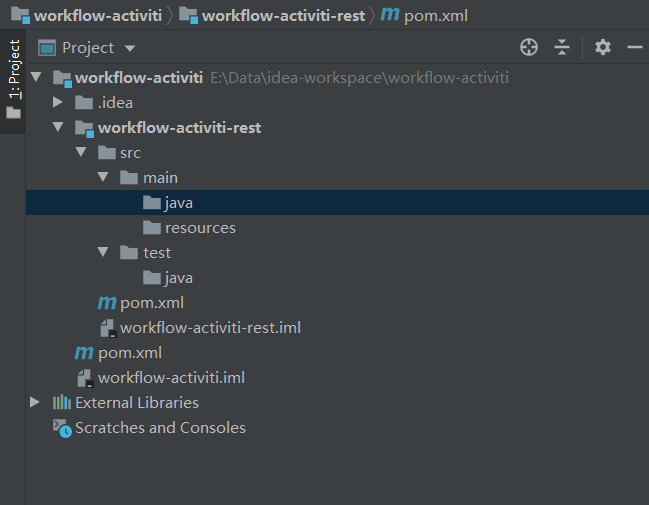 workflow-activiti workflow-activiti-rest m pom.xml
1: Project
Project
workflow-activiti E:\Data\idea-workspace\workflow-activiti
.idea
workflow-activiti-rest
src
main
java
resources
test
java
m pom.xml
workflow-activiti-rest.iml
m pom.xml
workflow-activiti.iml
External Libraries
Scratches and Consoles